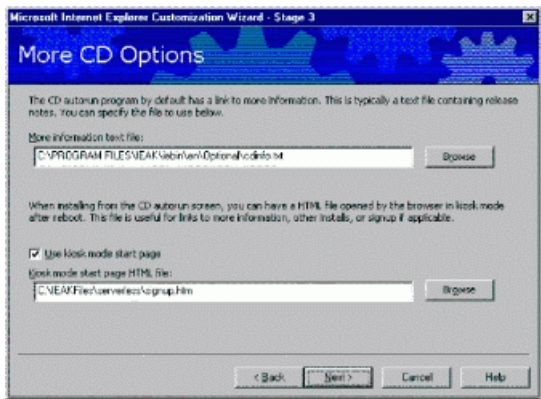 Microsoft Internet Explorer Customization Wizard - Stage 3
More CD Options
The CD autorun program by default has a link to more information. This is typically a text file containing release
notes. You can specify the file to use below.
More information text file:
C:\PROGRAM FILES\IEAK\iebin\en\Optional\cdinfo.txt
Browse
When installing from the CD autorun screen, you can have a HTML file opened by the browser in kiosk mode
after reboot. This file is useful for links to more information, other installs, or signup if applicable.
Use kiosk mode start page
Kiosk mode start page HTML file:
C:\IEAKFiles\serverless\signup.htm
Browse
< Back
Next >
Cancel
Help